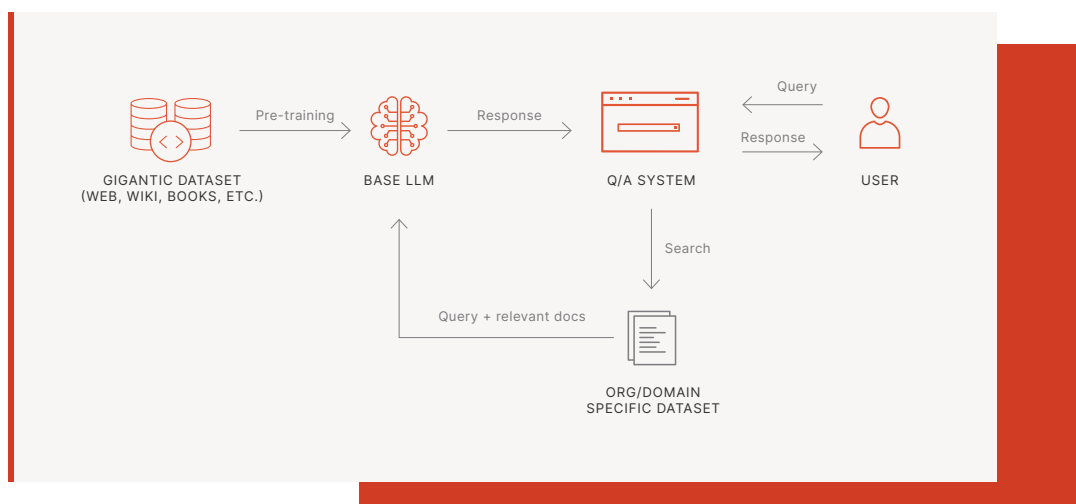 Query
Pre-training
Response
Response
GIGANTIC DATASET
(WEB, WIKI, BOOKS, ETC.)
BASE LLM
Q/A SYSTEM
USER
Search
Query + relevant docs
ORG/DOMAIN
SPECIFIC DATASET